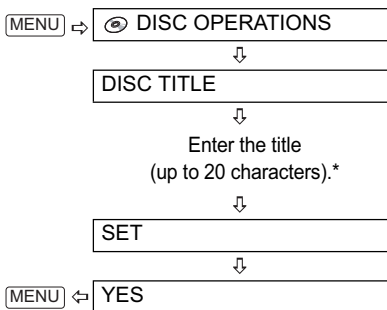 MENU DISC OPERATIONS
DISC TITLE
Enter the title
(up to 20 characters).*
SET
MENU YES